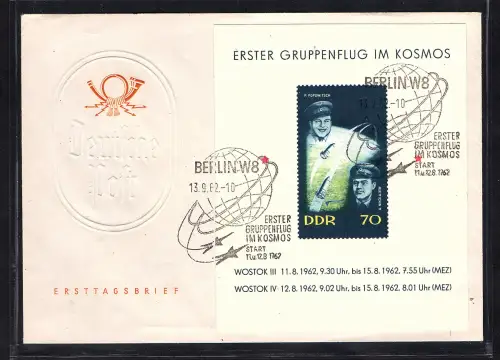 ERSTER GRUPPENFLUG IM KOSMOS
P. POPOWITSCH
DDR 70
WOSTOK III 11.8.1962, 9.30 Uhr. bis 15.8.1962, 7.55 Uhr (MEZ)
WOSTOK IV 12.8.1962, 9.02 Uhr bis 15.8.1962, 8.01 Uhr (MEZ)
BERLIN W8
13.9.62.-10
ERSTER
GRUPPENFLUG
IM KOSMOS
START
11.u.12.8.1962
BERLIN W8
-10
ERSTER
GRUPPENFLUG
IM KOSMOS
START
11.u.12.8.1962
Deutsche
Post
ERSTTAGSBRIEF